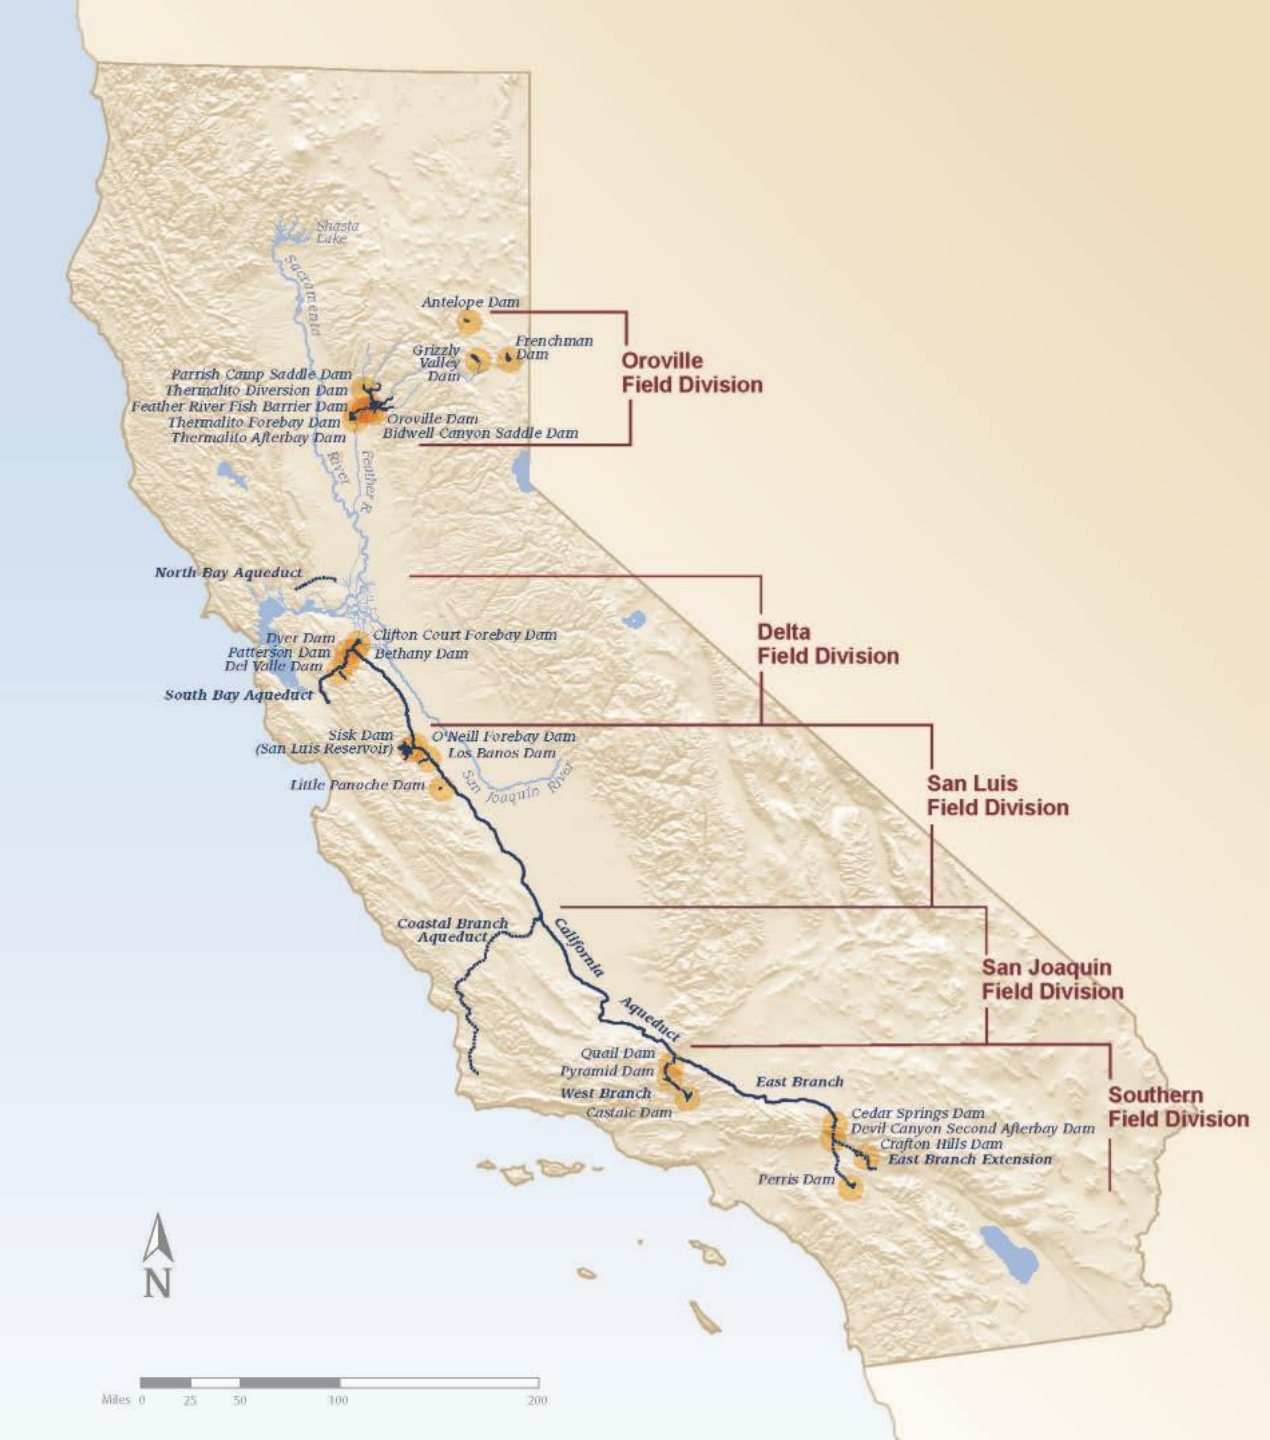 Shasta
Lake
Sacramento
River
Antelope Dam
Frenchman
Dam
Grizzly
Valley
Dam
Oroville
Field Division
Parrish Camp Saddle Dam
Thermalito Diversion Dam
Feather River Fish Barrier Dam
Thermalito Forebay Dam
Thermalito Afterbay Dam
Oroville Dam
Bidwell Canyon Saddle Dam
Feather R
North Bay Aqueduct
Delta
Field Division
Dyer Dam
Patterson Dam
Del Valle Dam
Clifton Court Forebay Dam
Bethany Dam
South Bay Aqueduct
Sisk Dam
(San Luis Reservoir)
O'Neill Forebay Dam
Los Banos Dam
Little Panoche Dam
San Joaquin River
San Luis
Field Division
Coastal Branch
Aqueduct
California Aqueduct
San Joaquin
Field Division
Quail Dam
Pyramid Dam
West Branch
Castaic Dam
East Branch
Southern
Field Division
Cedar Springs Dam
Devil Canyon Second Afterbay Dam
Crafton Hills Dam
East Branch Extension
Perris Dam
N
Miles 0 25 50 100 200